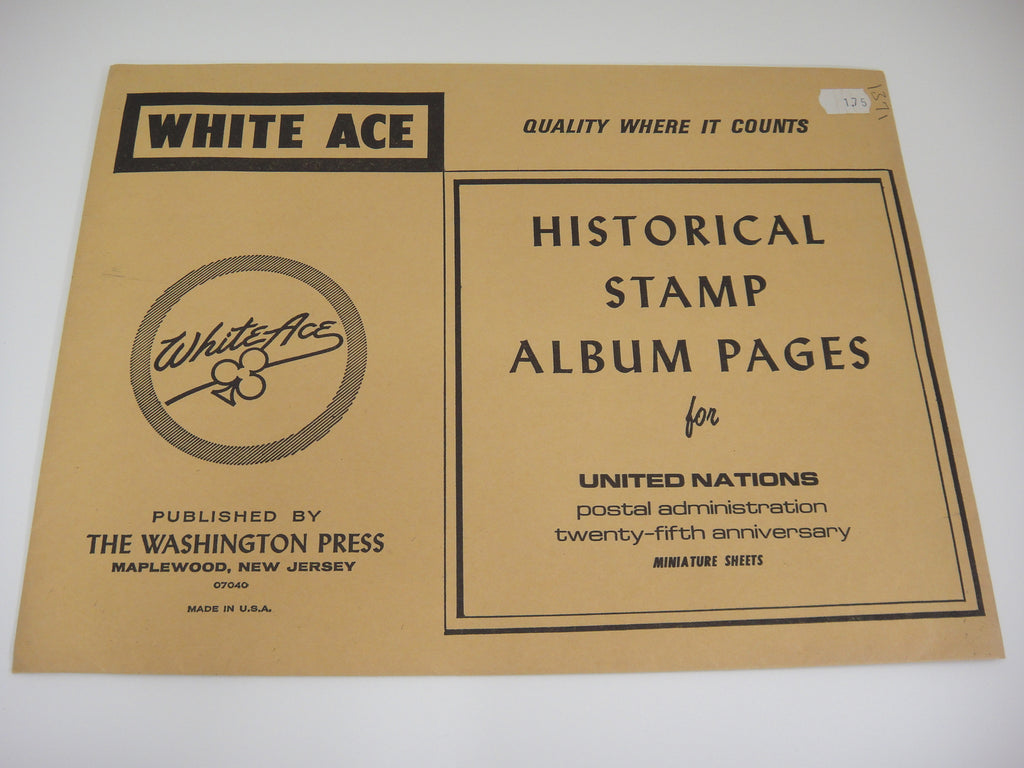 WHITE ACE
QUALITY WHERE IT COUNTS
175
HISTORICAL
STAMP
ALBUM PAGES
for
UNITED NATIONS
postal administration
twenty-fifth anniversary
MINIATURE SHEETS
White Ace
PUBLISHED BY
THE WASHINGTON PRESS
MAPLEWOOD, NEW JERSEY
07040
MADE IN U.S.A.